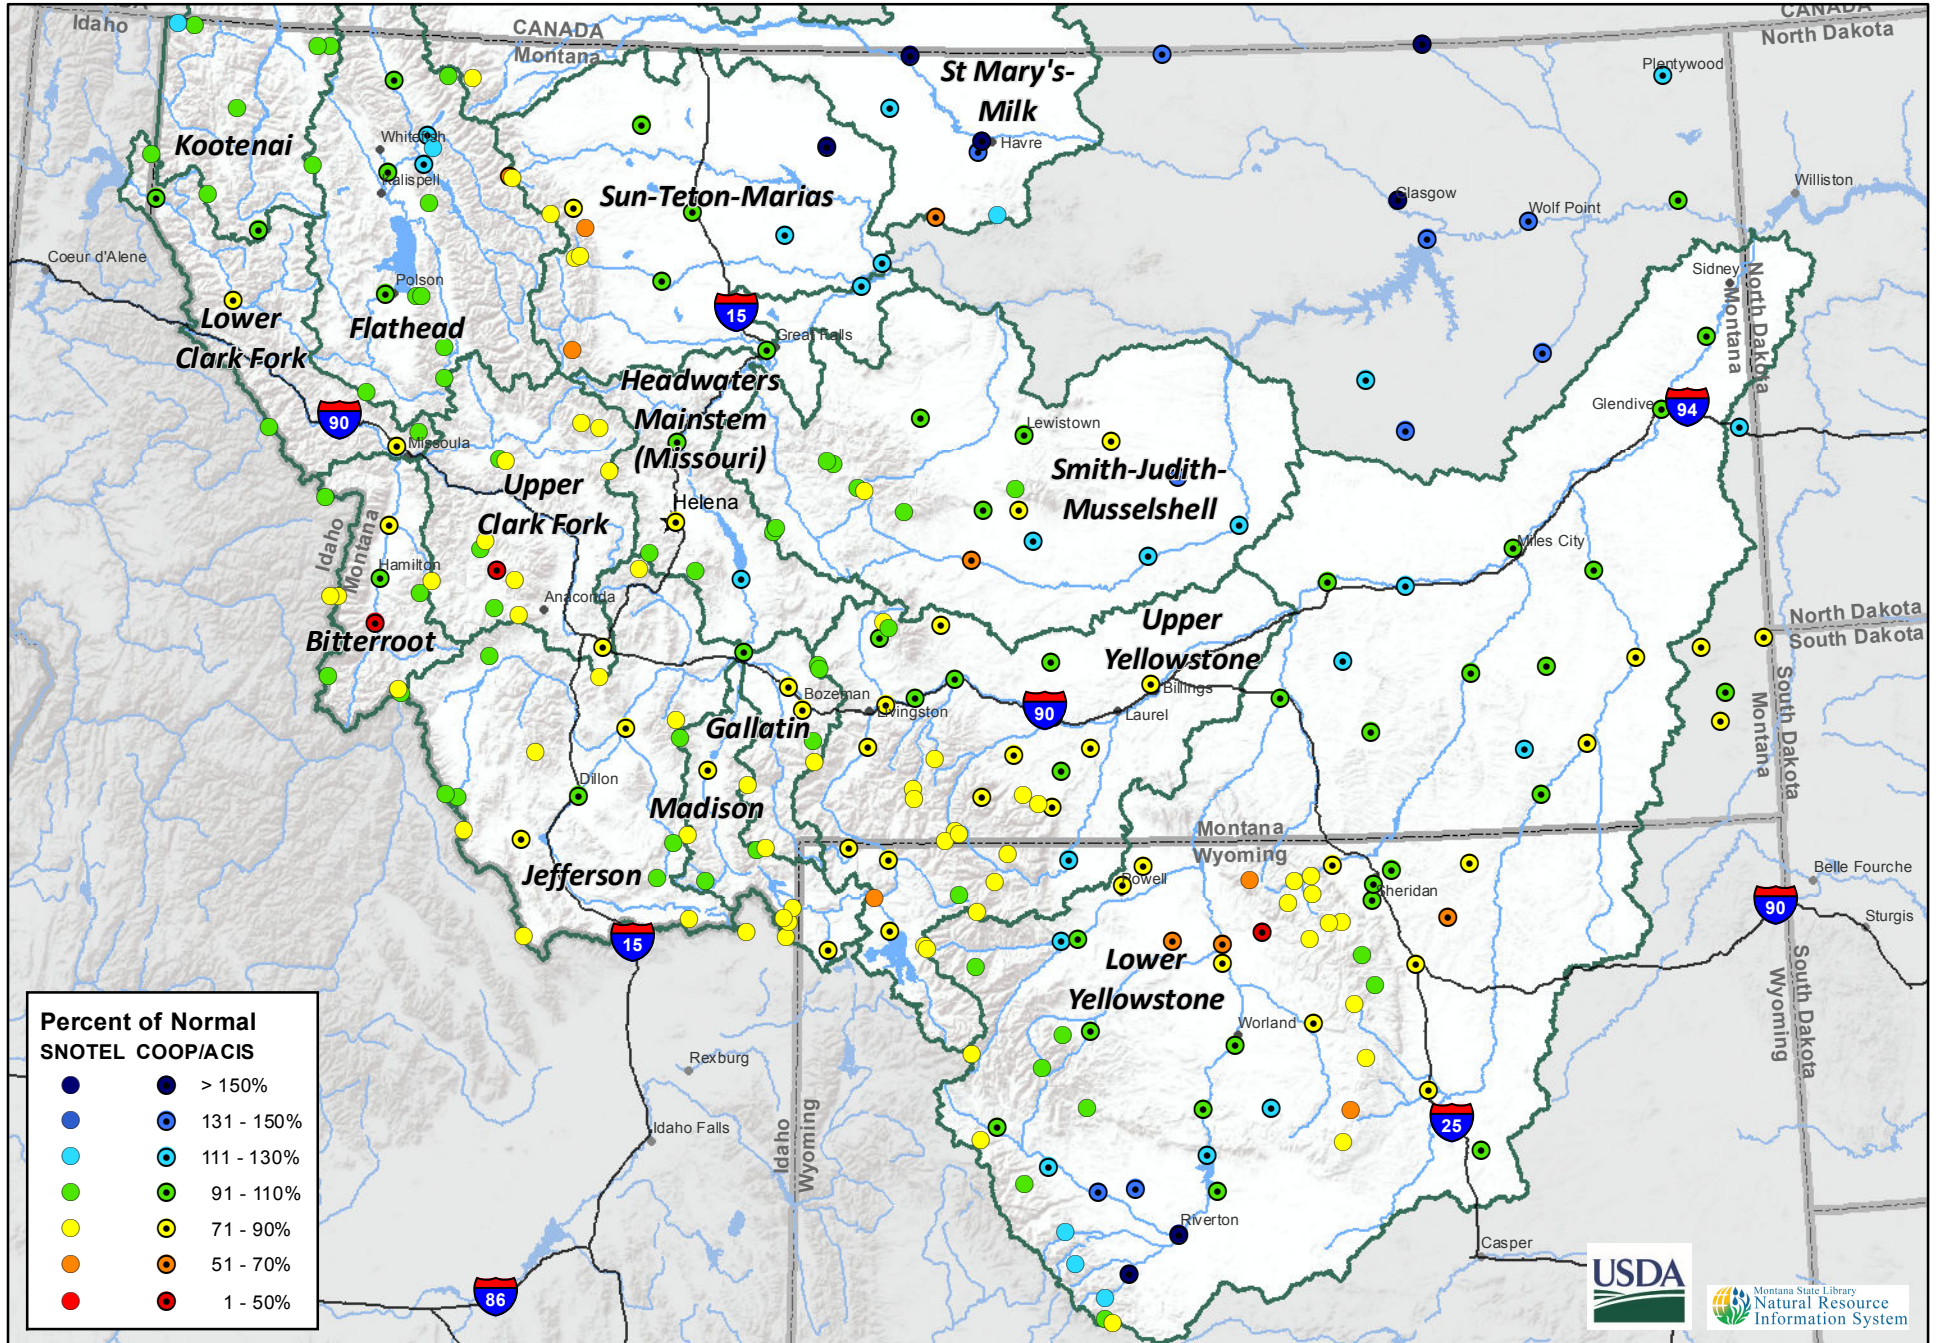 Idaho
CANADA
Montana
CANADA
North Dakota
St Mary's-
Milk
Plentywood
Kootenai
Whitefish
Havre
Kalispell
Sun-Teton-Marias
Glasgow
Wolf Point
Williston
Coeur d'Alene
Polson
Sidney
North Dakota
Montana
Lower
Clark Fork
Flathead
15
Great Falls
Headwaters
Mainstem
(Missouri)
90
Missoula
Lewistown
Glendive
94
Smith-Judith-
Musselshell
Upper
Clark Fork
Helena
Idaho
Montana
Hamilton
Miles City
Anaconda
Bitterroot
North Dakota
South Dakota
Upper
Yellowstone
Billings
Bozeman
Livingston
90
Laurel
Gallatin
South Dakota
Montana
Dillon
Madison
Montana
Wyoming
Jefferson
Powell
Sheridan
Belle Fourche
90
Sturgis
15
Lower
Yellowstone
South Dakota
Wyoming
Worland
Rexburg
Idaho
Wyoming
Idaho Falls
25
Riverton
Casper
86
Percent of Normal
SNOTEL COOP/ACIS
> 150%
131 - 150%
111 - 130%
91 - 110%
71 - 90%
51 - 70%
1 - 50%
USDA
Montana State Library
Natural Resource
Information System